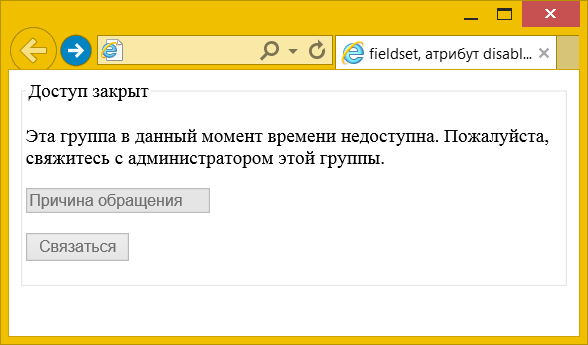 fieldset, атрибут disabl...
Доступ закрыт
Эта группа в данный момент времени недоступна. Пожалуйста,
свяжитесь с администратором этой группы.
Причина обращения
Связаться